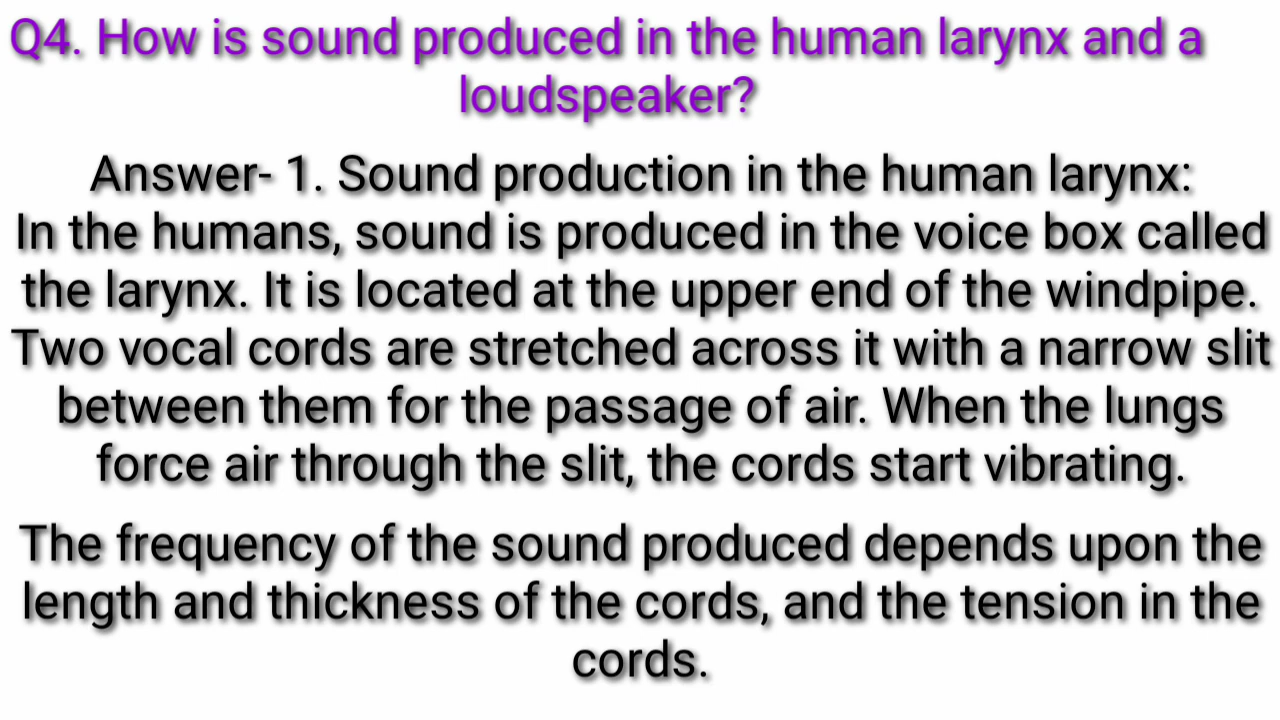 Q4. How is sound produced in the human larynx and a
loudspeaker?
Answer- 1. Sound production in the human larynx:
In the humans, sound is produced in the voice box called
the larynx. It is located at the upper end of the windpipe.
Two vocal cords are stretched across it with a narrow slit
between them for the passage of air. When the lungs
force air through the slit, the cords start vibrating.
The frequency of the sound produced depends upon the
length and thickness of the cords, and the tension in the
cords.